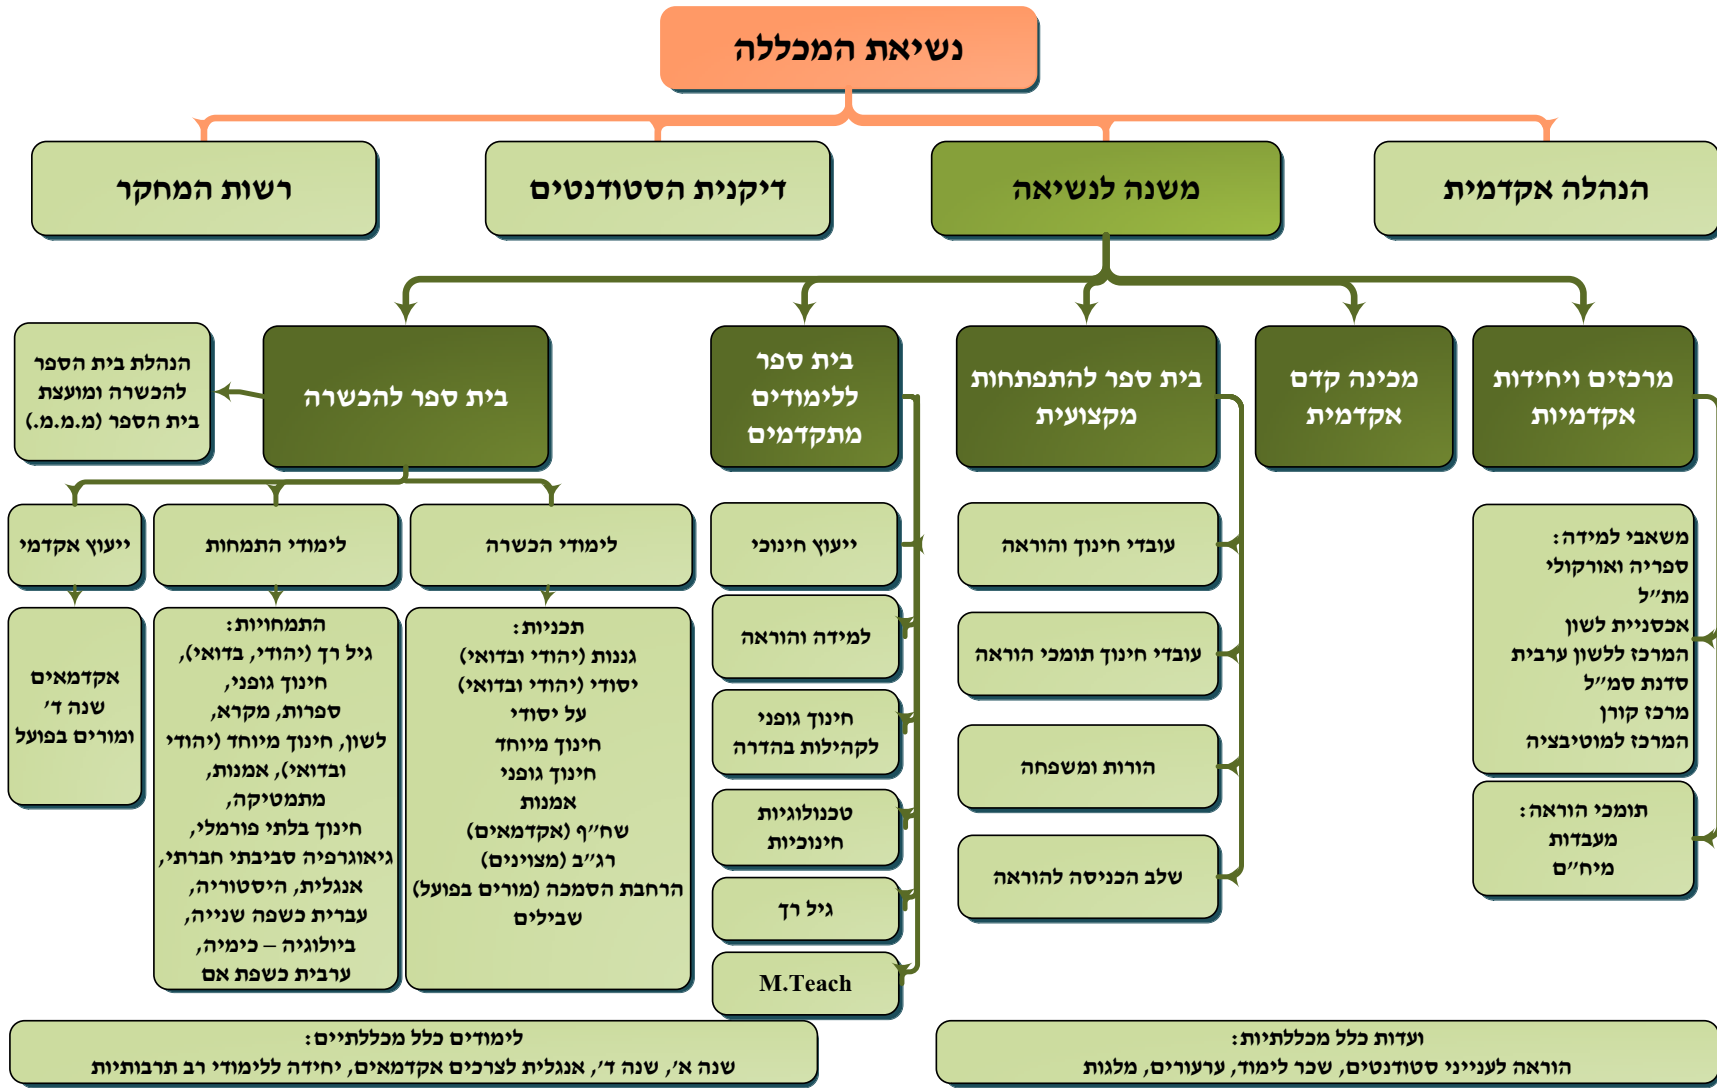 נשיאת המכללה
הנהלה אקדמית
משנה לנשיאה
דיקנית הסטודנטים
רשות המחקר
מרכזים ויחידות
אקדמיות
מכינה קדם
אקדמית
בית ספר להתפתחות
מקצועית
בית ספר
ללימודים
מתקדמים
בית ספר להכשרה
הנהלת בית הספר
להכשרה ומועצת
בית הספר (מ.מ.מ.)
משאבי למידה:
ספריה ואורקולי
מת"ל
אכסניית לשון
המרכז ללשון ערבית
סדנת סמ"ל
מרכז קורן
המרכז למוטיבציה
תומכי הוראה:
מעבדות
מיח"ם
עובדי חינוך והוראה
עובדי חינוך תומכי הוראה
הורות ומשפחה
שלב הכניסה להוראה
ייעוץ חינוכי
למידה והוראה
חינוך גופני
לקהילות בהדרה
טכנולוגיות
חינוכיות
גיל רך
M.Teach
לימודי הכשרה
תכניות:
גננות (יהודי ובדואי)
יסודי (יהודי ובדואי)
על יסודי
חינוך מיוחד
חינוך גופני
אמנות
שח"ף (אקדמאים)
רג"ב (מצוינים)
הרחבת הסמכה (מורים בפועל)
שבילים
לימודי התמחות
התמחויות:
גיל רך (יהודי, בדואי),
חינוך גופני,
ספרות, מקרא,
לשון, חינוך מיוחד (יהודי
ובדואי), אמנות,
מתמטיקה,
חינוך בלתי פורמלי,
גיאוגרפיה סביבתי חברתי,
אנגלית, היסטוריה,
עברית כשפה שנייה,
ביולוגיה – כימיה,
ערבית כשפת אם
ייעוץ אקדמי
אקדמאים
שנה ד'
ומורים בפועל
ועדות כלל מכללתיות:
הוראה לענייני סטודנטים, שכר לימוד, ערעורים, מלגות
לימודים כלל מכללתיים:
שנה א', שנה ד', אנגלית לצרכים אקדמאים, יחידה ללימודי רב תרבותיות